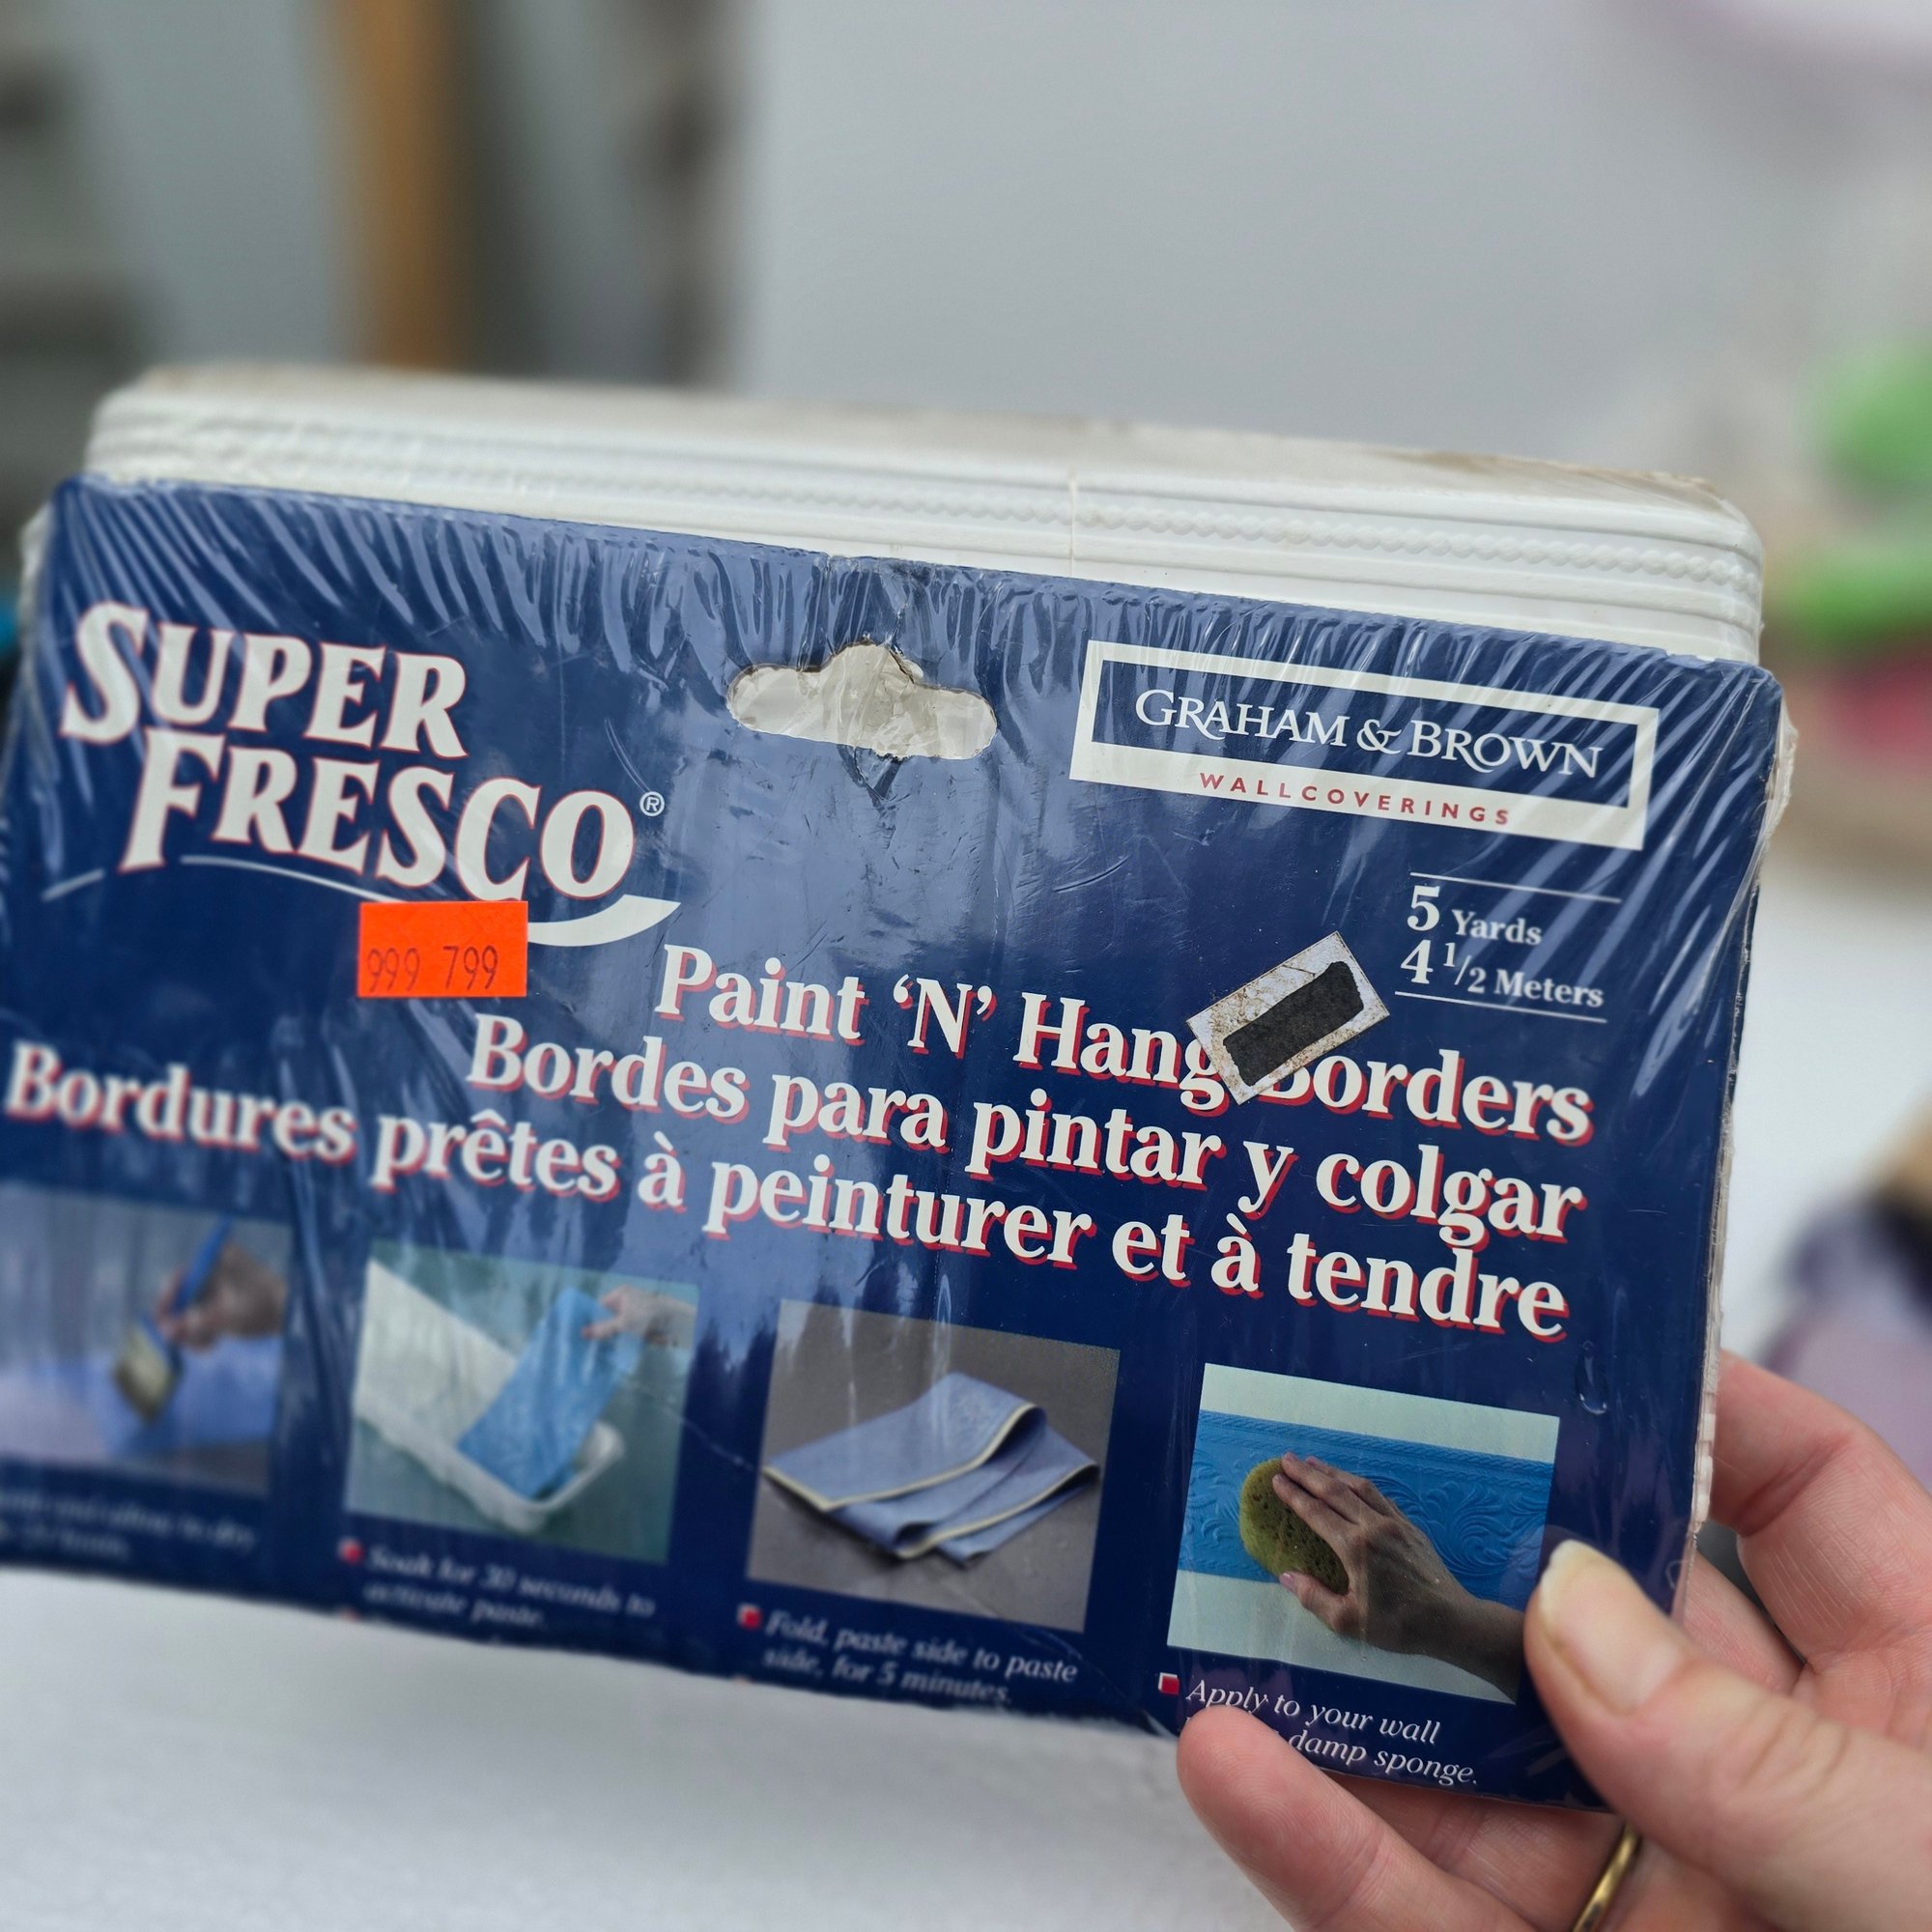 SUPER
FRESCO®
GRAHAM & BROWN
WALLCOVERINGS
5 Yards
4 1/2 Meters
999 799
Paint ‘N’ Hang Borders
Bordes para pintar y colgar
Bordures prêtes à peinturer et à tendre
Soak for 30 seconds to
activate paste.
Fold, paste side to paste
side, for 5 minutes.
Apply to your wall
damp sponge.